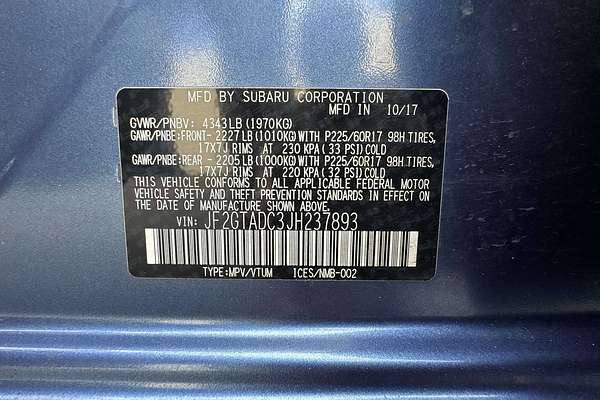 MFD BY SUBARU CORPORATION
MFD IN 10/17
GVWR/PNBV: 4343LB (1970KG)
GAWR/PNBE:FRONT- 2227LB(1010KG)WITH P225/60R17 98H TIRES,
17X7J RIMS AT 230 KPA (33 PSI) COLD
GAWR/PNBE:REAR - 2205LB(1000KG)WITH P225/60R17 98H TIRES,
17X7J RIMS AT 220 KPA (32 PSI) COLD
THIS VEHICLE CONFORMS TO ALL APPLICABLE FEDERAL MOTOR
VEHICLE SAFETY AND THEFT PREVENTION STANDARDS IN EFFECT
ON THE DATE OF MANUFACTURE SHOWN ABOVE.
VIN: JF2GTADC3JH237893
TYPE:MPV/VTUM ICES/NMB-002